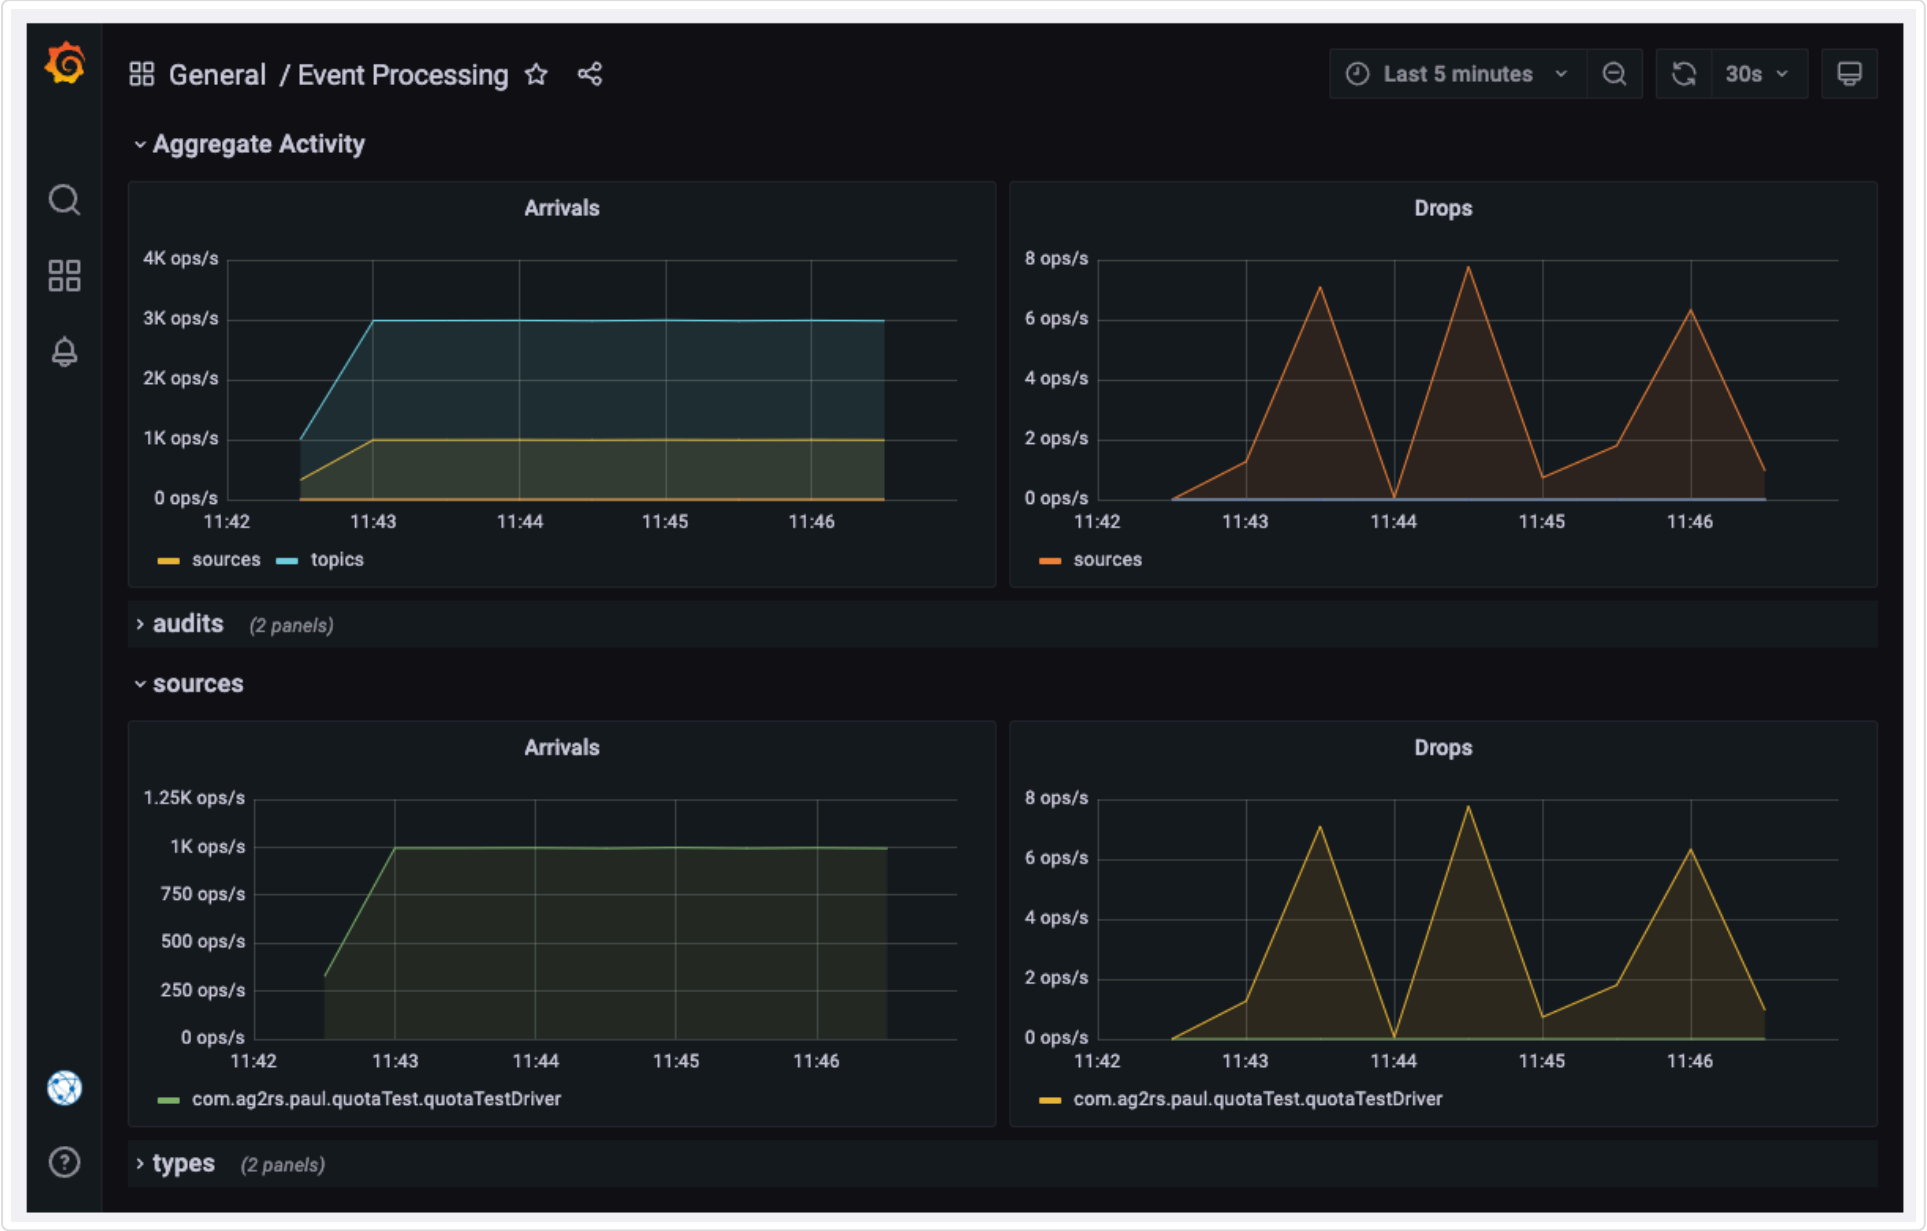 General / Event Processing
Last 5 minutes
30s
Aggregate Activity
Arrivals
4K ops/s
3K ops/s
2K ops/s
1K ops/s
0 ops/s
11:42 11:43 11:44 11:45 11:46
sources topics
Drops
8 ops/s
6 ops/s
4 ops/s
2 ops/s
0 ops/s
11:42 11:43 11:44 11:45 11:46
sources
audits (2 panels)
sources
Arrivals
1.25K ops/s
1K ops/s
750 ops/s
500 ops/s
250 ops/s
0 ops/s
11:42 11:43 11:44 11:45 11:46
com.ag2rs.paul.quotaTest.quotaTestDriver
Drops
8 ops/s
6 ops/s
4 ops/s
2 ops/s
0 ops/s
11:42 11:43 11:44 11:45 11:46
com.ag2rs.paul.quotaTest.quotaTestDriver
types (2 panels)